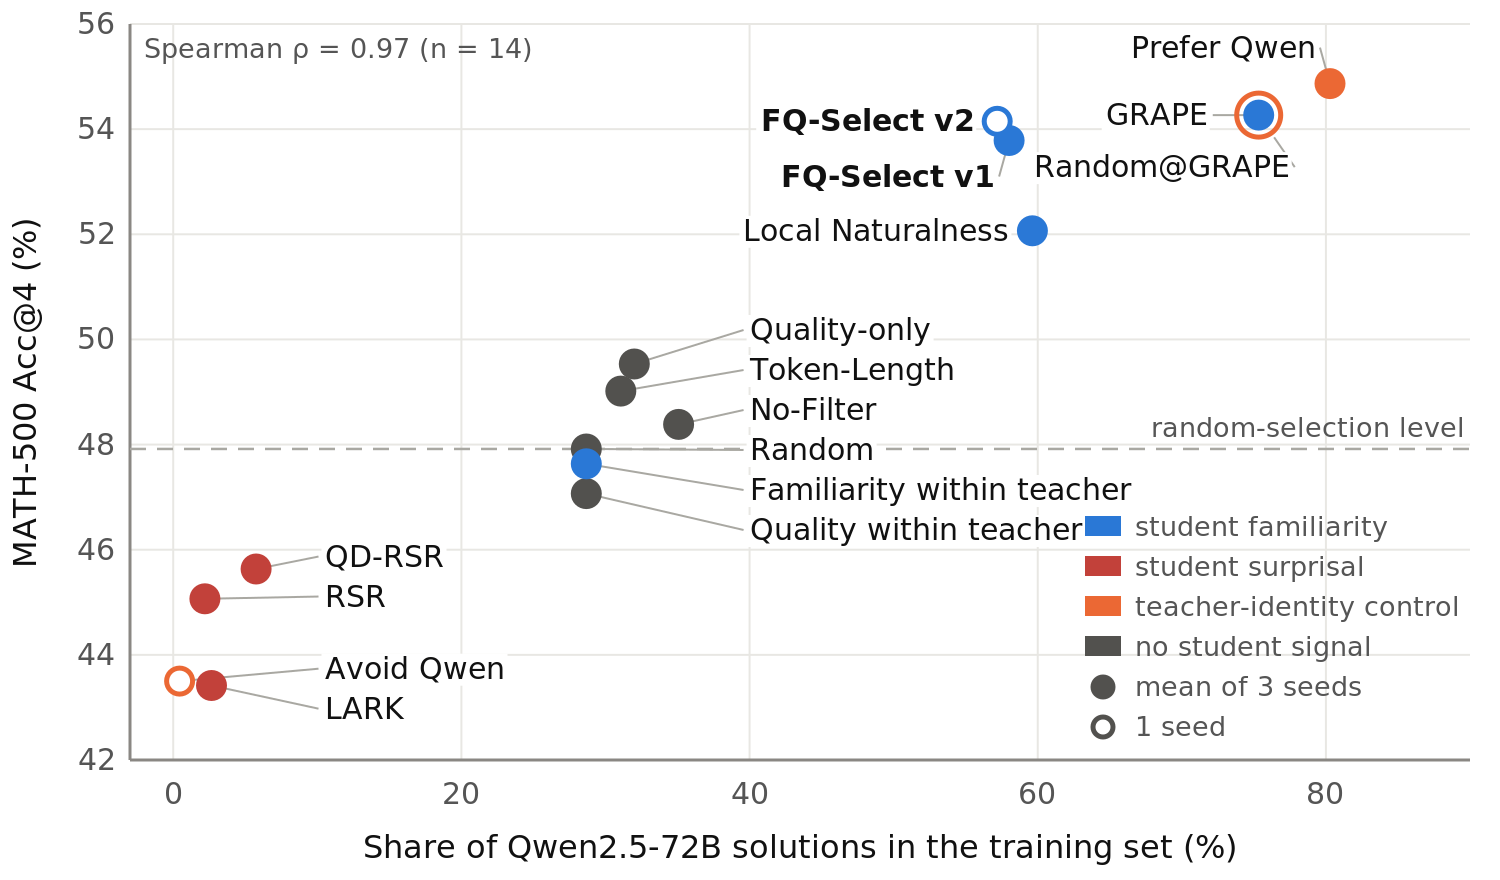 56
Spearman ρ = 0.97 (n = 14)
Prefer Qwen
GRAPE
FQ-Select v2
54
Random@GRAPE
FQ-Select v1
Local Naturalness
52
Quality-only
50
Token-Length
No-Filter
random-selection level
48
Random
Familiarity within teacher
Quality within teacher
46
QD-RSR
RSR
44
Avoid Qwen
LARK
42
student familiarity
student surprisal
teacher-identity control
no student signal
mean of 3 seeds
1 seed
0 20 40 60 80
Share of Qwen2.5-72B solutions in the training set (%)
MATH-500 Acc@4 (%)